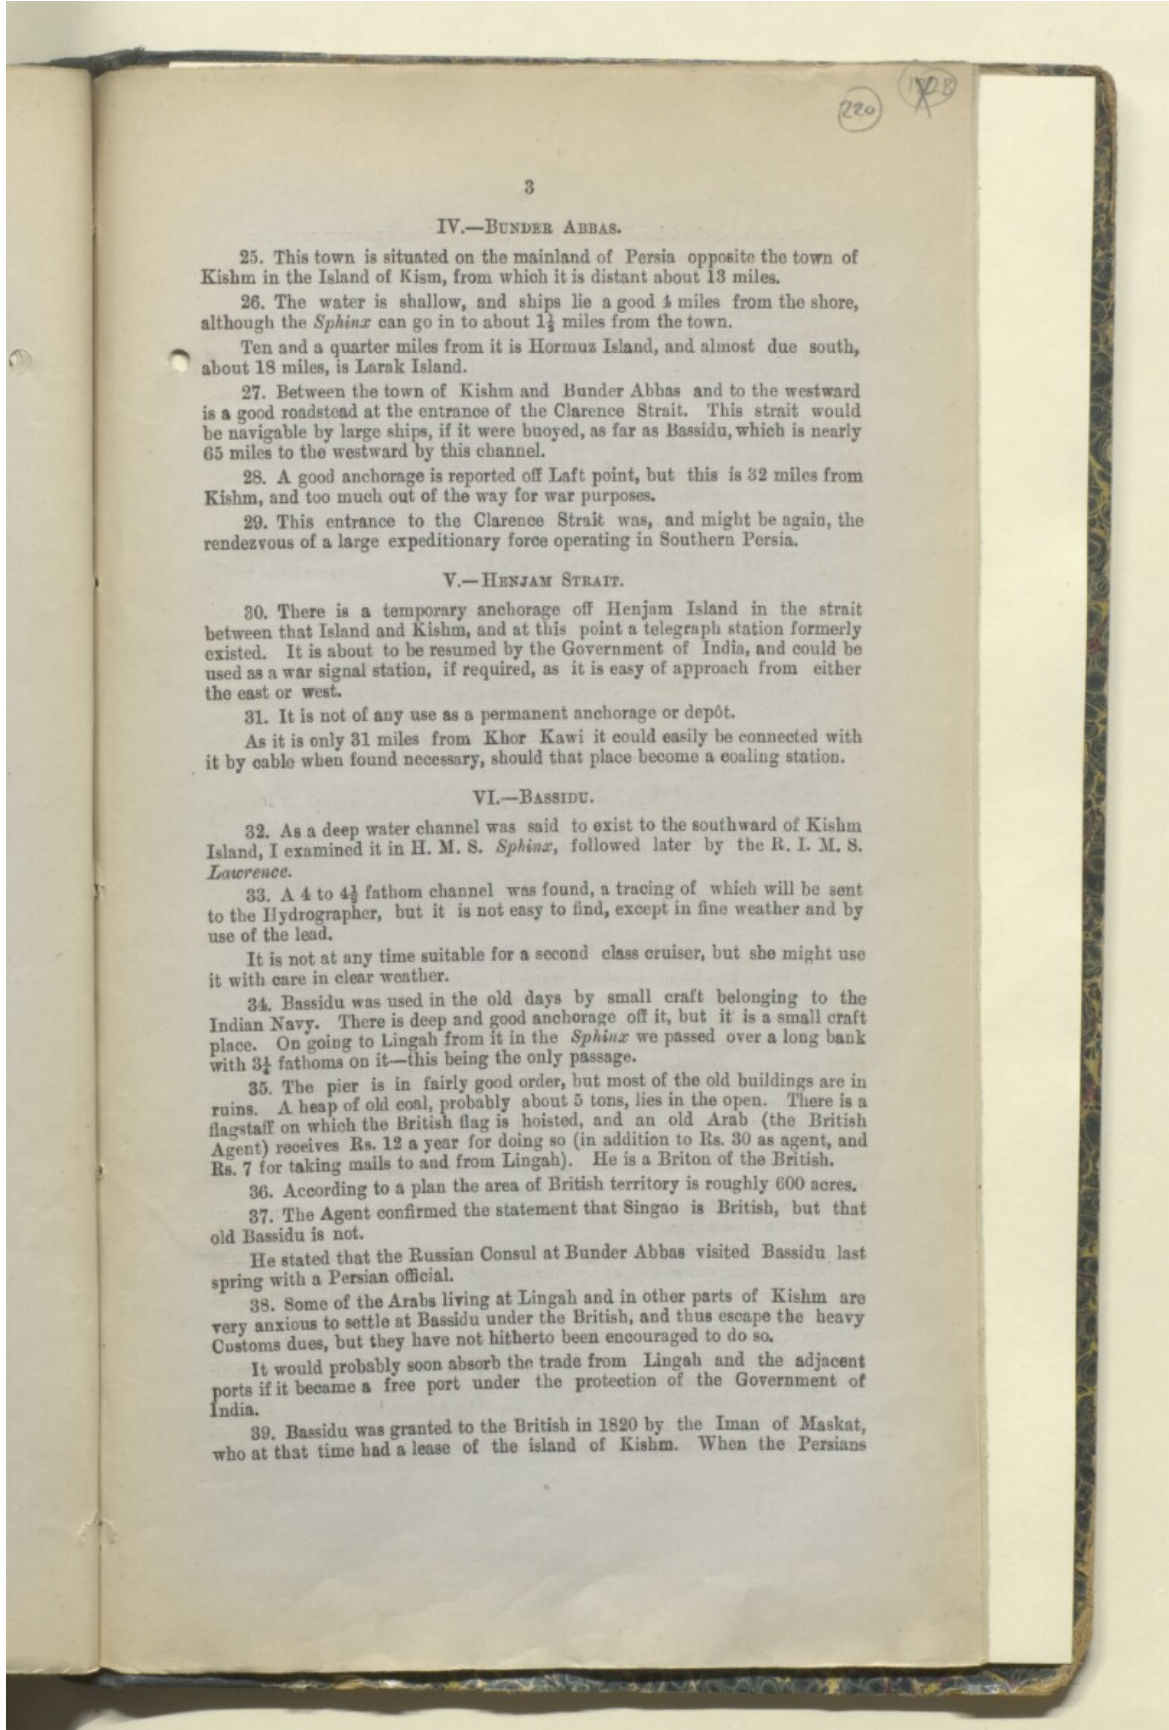 220
3
IV.—BUNDER ABBAS.
25. This town is situated on the mainland of Persia opposite the town of
Kishm in the Island of Kism, from which it is distant about 13 miles.
26. The water is shallow, and ships lie a good 4 miles from the shore,
although the Sphinx can go in to about 1½ miles from the town.
Ten and a quarter miles from it is Hormuz Island, and almost due south,
about 18 miles, is Larak Island.
27. Between the town of Kishm and Bunder Abbas and to the westward
is a good roadstead at the entrance of the Clarence Strait. This strait would
be navigable by large ships, if it were buoyed, as far as Bassidu, which is nearly
65 miles to the westward by this channel.
28. A good anchorage is reported off Laft point, but this is 32 miles from
Kishm, and too much out of the way for war purposes.
29. This entrance to the Clarence Strait was, and might be again, the
rendezvous of a large expeditionary force operating in Southern Persia.
V.—HENJAM STRAIT.
30. There is a temporary anchorage off Henjam Island in the strait
between that Island and Kishm, and at this point a telegraph station formerly
existed. It is about to be resumed by the Government of India, and could be
used as a war signal station, if required, as it is easy of approach from either
the east or west.
31. It is not of any use as a permanent anchorage or depôt.
As it is only 31 miles from Khor Kawi it could easily be connected with
it by cable when found necessary, should that place become a coaling station.
VI.—BASSIDU.
32. As a deep water channel was said to exist to the southward of Kishm
Island, I examined it in H. M. S. Sphinx, followed later by the R. I. M. S.
Lawrence.
33. A 4 to 4½ fathom channel was found, a tracing of which will be sent
to the Hydrographer, but it is not easy to find, except in fine weather and by
use of the lead.
It is not at any time suitable for a second class cruiser, but she might use
it with care in clear weather.
34. Bassidu was used in the old days by small craft belonging to the
Indian Navy. There is deep and good anchorage off it, but it is a small craft
place. On going to Lingah from it in the Sphinx we passed over a long bank
with 3¼ fathoms on it—this being the only passage.
35. The pier is in fairly good order, but most of the old buildings are in
ruins. A heap of old coal, probably about 5 tons, lies in the open. There is a
flagstaff on which the British flag is hoisted, and an old Arab (the British
Agent) receives Rs. 12 a year for doing so (in addition to Rs. 30 as agent, and
Rs. 7 for taking mails to and from Lingah). He is a Briton of the British.
36. According to a plan the area of British territory is roughly 600 acres.
37. The Agent confirmed the statement that Singao is British, but that
old Bassidu is not.
He stated that the Russian Consul at Bunder Abbas visited Bassidu last
spring with a Persian official.
38. Some of the Arabs living at Lingah and in other parts of Kishm are
very anxious to settle at Bassidu under the British, and thus escape the heavy
Customs dues, but they have not hitherto been encouraged to do so.
It would probably soon absorb the trade from Lingah and the adjacent
ports if it became a free port under the protection of the Government of
India.
39. Bassidu was granted to the British in 1820 by the Iman of Maskat,
who at that time had a lease of the island of Kishm. When the Persians